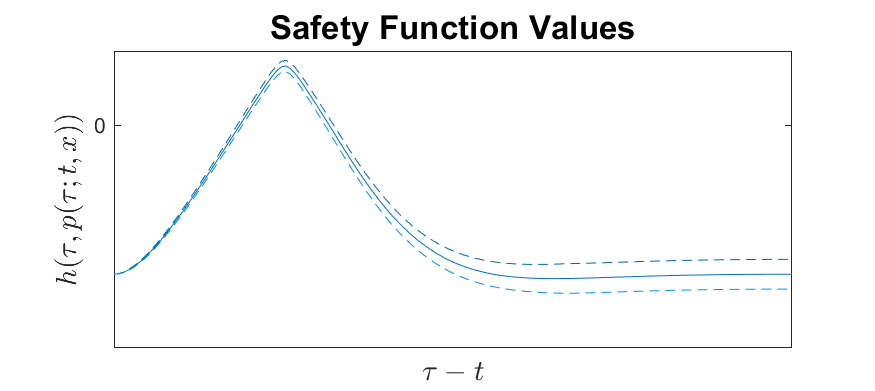 Safety Function Values
h(τ, p(τ; t, x))
0
τ − t